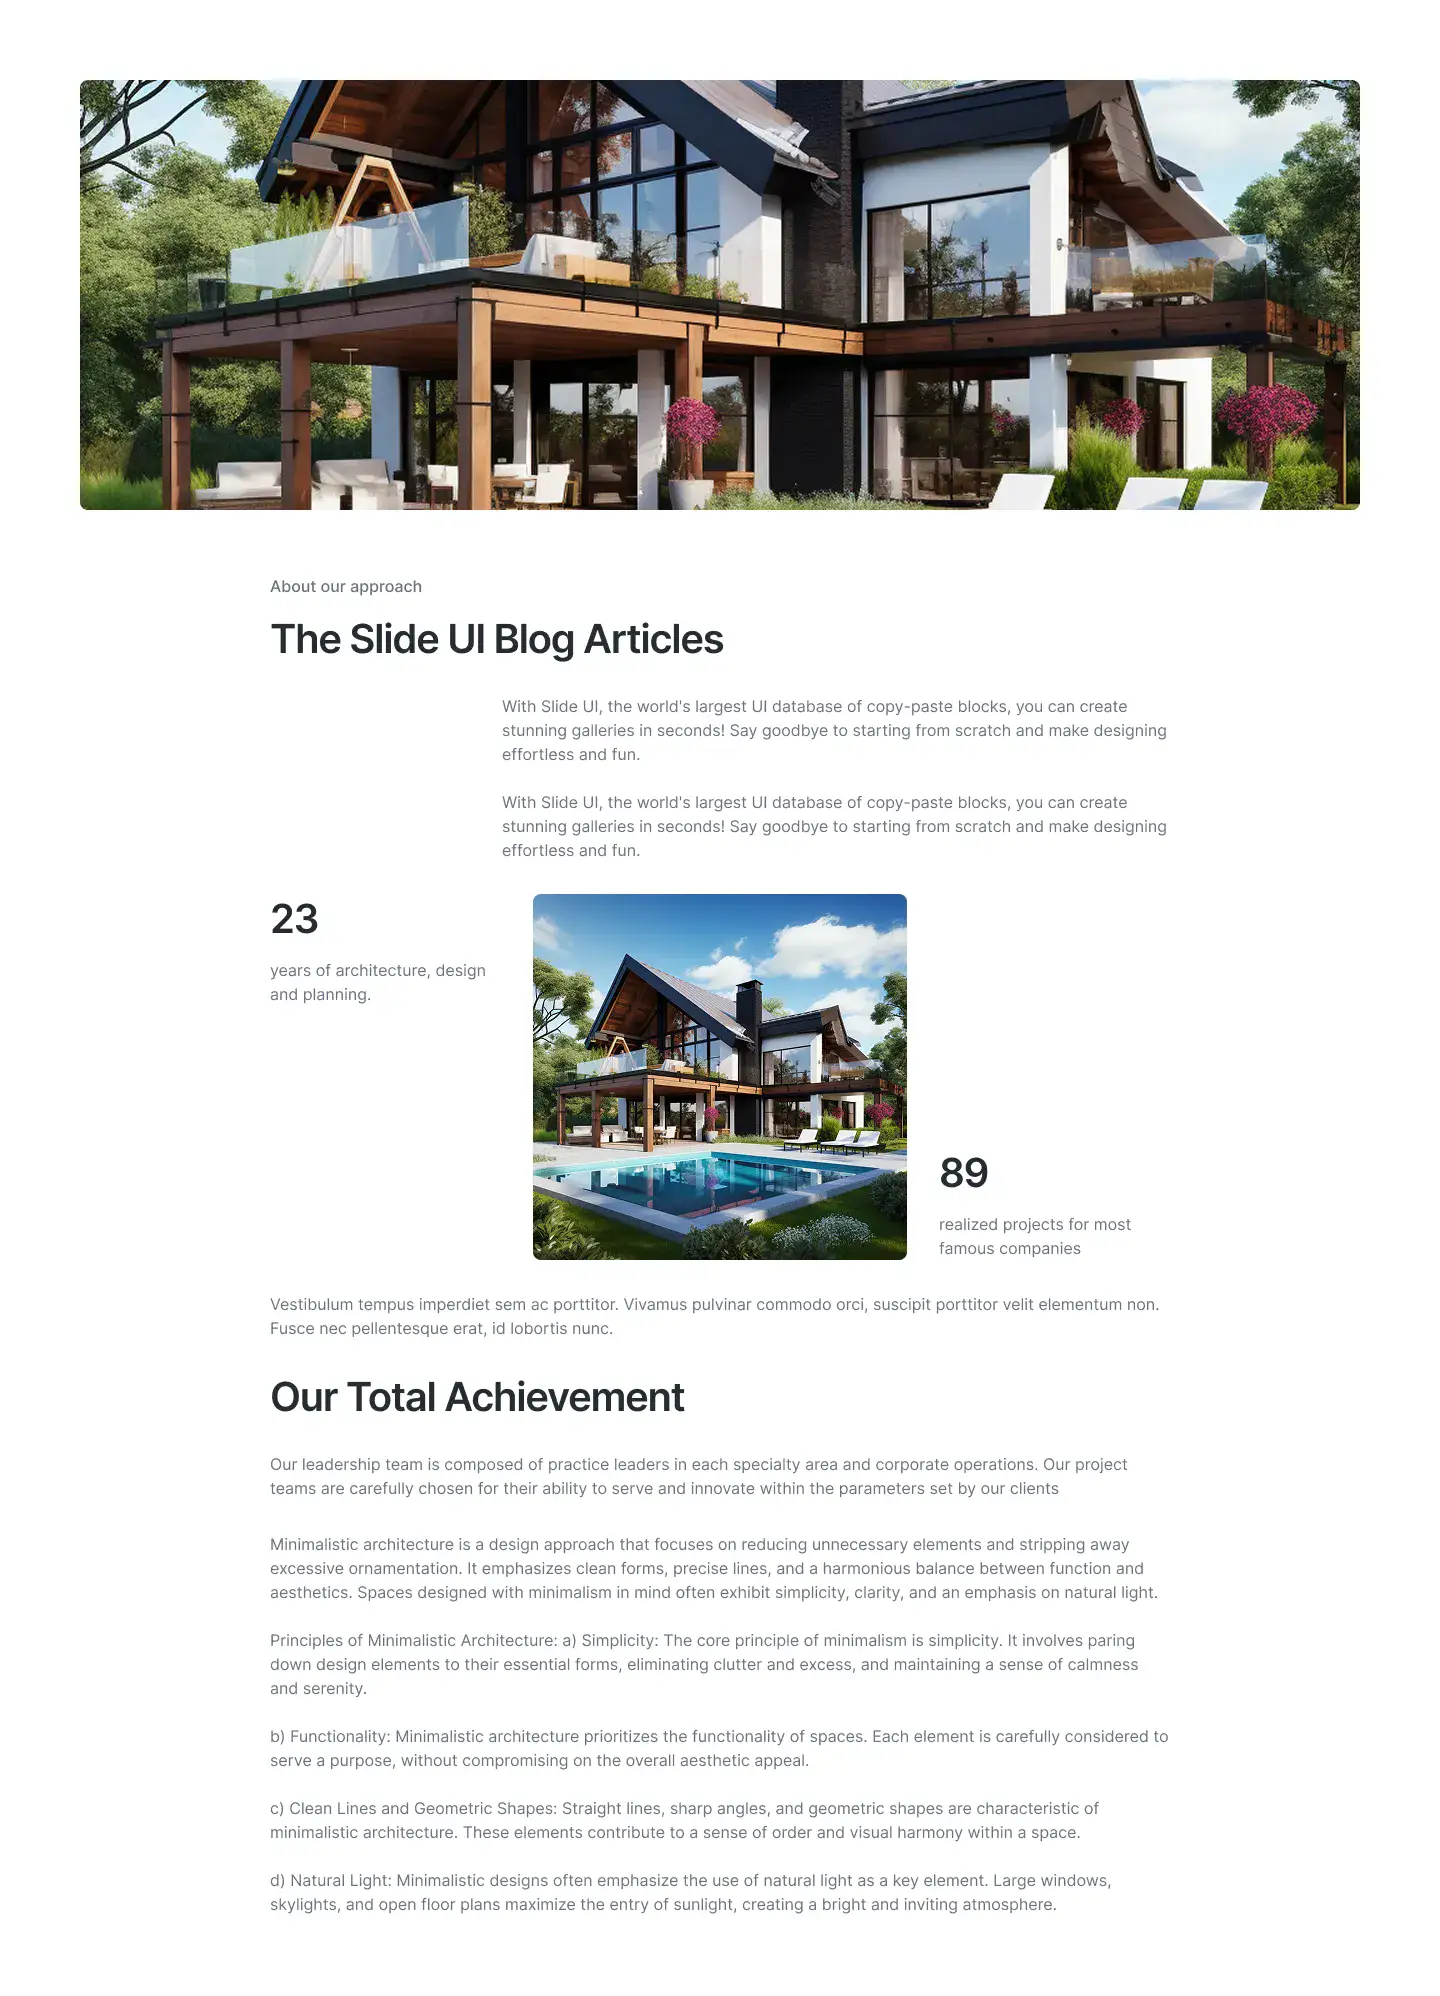 About our approach
The Slide UI Blog Articles
With Slide UI, the world's largest UI database of copy-paste blocks, you can create
stunning galleries in seconds! Say goodbye to starting from scratch and make designing
effortless and fun.
With Slide UI, the world's largest UI database of copy-paste blocks, you can create
stunning galleries in seconds! Say goodbye to starting from scratch and make designing
effortless and fun.
23
years of architecture, design
and planning.
89
realized projects for most
famous companies
Vestibulum tempus imperdiet sem ac porttitor. Vivamus pulvinar commodo orci, suscipit porttitor velit elementum non.
Fusce nec pellentesque erat, id lobortis nunc.
Our Total Achievement
Our leadership team is composed of practice leaders in each specialty area and corporate operations. Our project
teams are carefully chosen for their ability to serve and innovate within the parameters set by our clients
Minimalistic architecture is a design approach that focuses on reducing unnecessary elements and stripping away
excessive ornamentation. It emphasizes clean forms, precise lines, and a harmonious balance between function and
aesthetics. Spaces designed with minimalism in mind often exhibit simplicity, clarity, and an emphasis on natural light.
Principles of Minimalistic Architecture: a) Simplicity: The core principle of minimalism is simplicity. It involves paring
down design elements to their essential forms, eliminating clutter and excess, and maintaining a sense of calmness
and serenity.
b) Functionality: Minimalistic architecture prioritizes the functionality of spaces. Each element is carefully considered to
serve a purpose, without compromising on the overall aesthetic appeal.
c) Clean Lines and Geometric Shapes: Straight lines, sharp angles, and geometric shapes are characteristic of
minimalistic architecture. These elements contribute to a sense of order and visual harmony within a space.
d) Natural Light: Minimalistic designs often emphasize the use of natural light as a key element. Large windows,
skylights, and open floor plans maximize the entry of sunlight, creating a bright and inviting atmosphere.